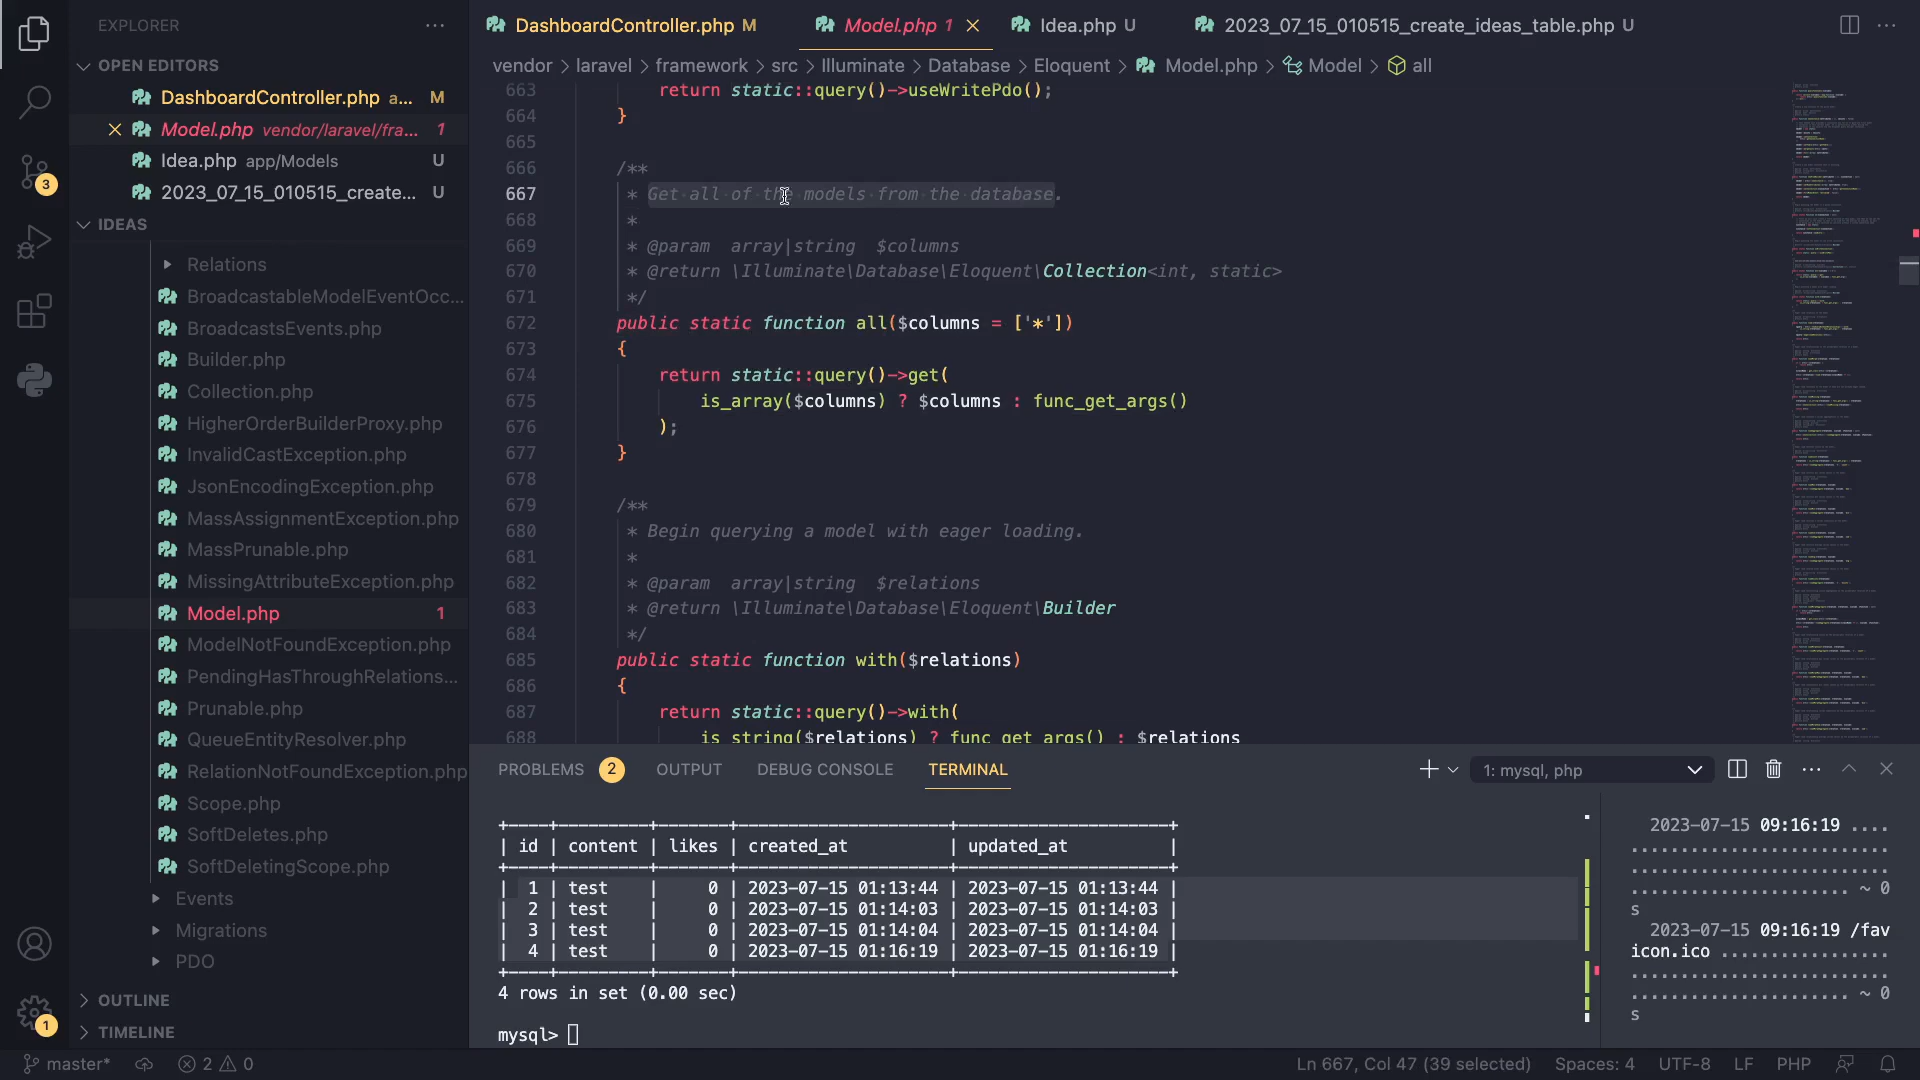 EXPLORER
OPEN EDITORS
DashboardController.php a... M
Model.php vendor/laravel/fra... 1
Idea.php app/Models U
2023_07_15_010515_create... U
IDEAS
Relations
BroadcastableModelEventOcc...
BroadcastsEvents.php
Builder.php
Collection.php
HigherOrderBuilderProxy.php
InvalidCastException.php
JsonEncodingException.php
MassAssignmentException.php
MassPrunable.php
MissingAttributeException.php
Model.php 1
ModelNotFoundException.php
PendingHasThroughRelations...
Prunable.php
QueueEntityResolver.php
RelationNotFoundException.php
Scope.php
SoftDeletes.php
SoftDeletingScope.php
Events
Migrations
PDO
OUTLINE
TIMELINE
3
1
DashboardController.php M Model.php 1 Idea.php U 2023_07_15_010515_create_ideas_table.php U
vendor > laravel > framework > src > Illuminate > Database > Eloquent > Model.php > Model > all
663 return static::query()->useWritePdo();
664 }
665
666 /**
667 * Get all of the models from the database.
668 *
669 * @param  array|string  $columns
670 * @return \Illuminate\Database\Eloquent\Collection<int, static>
671 */
672 public static function all($columns = ['*'])
673 {
674 return static::query()->get(
675 is_array($columns) ? $columns : func_get_args()
676 );
677 }
678
679 /**
680 * Begin querying a model with eager loading.
681 *
682 * @param  array|string  $relations
683 * @return \Illuminate\Database\Eloquent\Builder
684 */
685 public static function with($relations)
686 {
687 return static::query()->with(
688 is_string($relations) ? func_get_args() : $relations
PROBLEMS 2 OUTPUT DEBUG CONSOLE TERMINAL 1: mysql, php
+----+---------+-------+---------------------+---------------------+
| id | content | likes | created_at          | updated_at          |
+----+---------+-------+---------------------+---------------------+
|  1 | test    |     0 | 2023-07-15 01:13:44 | 2023-07-15 01:13:44 |
|  2 | test    |     0 | 2023-07-15 01:14:03 | 2023-07-15 01:14:03 |
|  3 | test    |     0 | 2023-07-15 01:14:04 | 2023-07-15 01:14:04 |
|  4 | test    |     0 | 2023-07-15 01:16:19 | 2023-07-15 01:16:19 |
+----+---------+-------+---------------------+---------------------+
4 rows in set (0.00 sec)
mysql>
2023-07-15 09:16:19 ....
.........................
.........................
..................... ~ 0
s
2023-07-15 09:16:19 /fav
icon.ico ................
.........................
..................... ~ 0
s
master* 2 0 Ln 667, Col 47 (39 selected) Spaces: 4 UTF-8 LF PHP